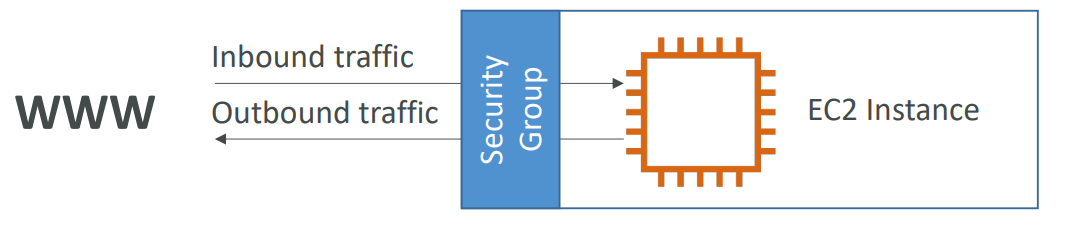 Inbound traffic
WWW
Outbound traffic
Security
Group
EC2 Instance